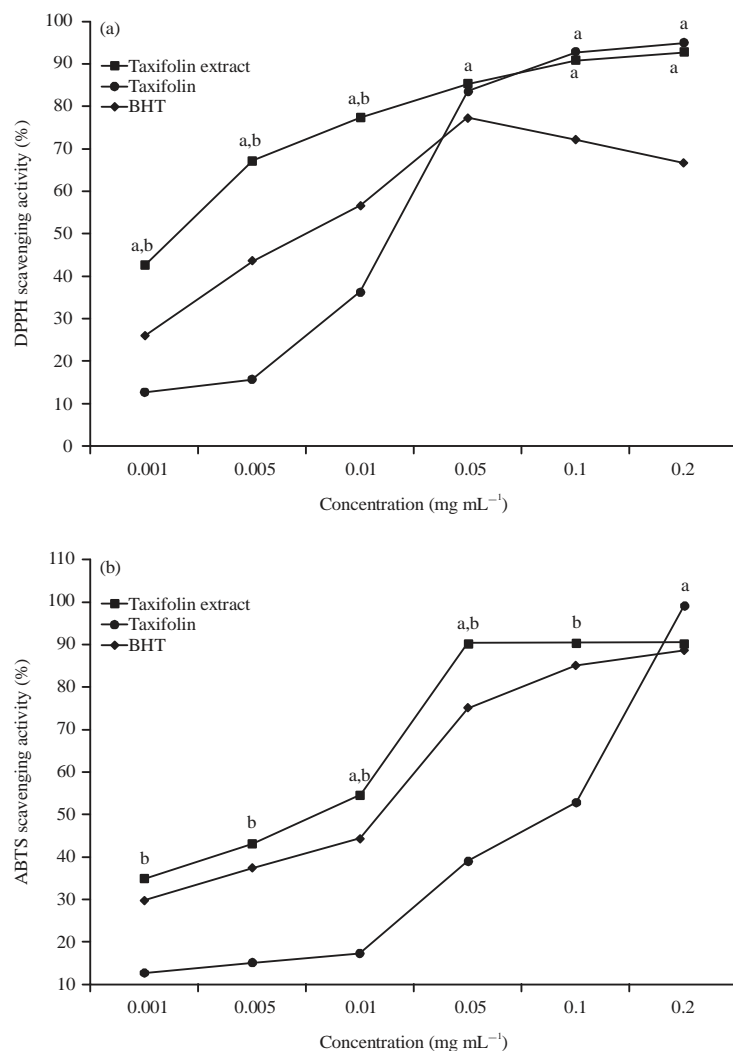 (a)
Taxifolin extract
Taxifolin
BHT
DPPH scavenging activity (%)
100
90
80
70
60
50
40
30
20
10
0
a,b
a,b
a,b
a
a
a
a
a
0.001 0.005 0.01 0.05 0.1 0.2
Concentration (mg mL⁻¹)
(b)
Taxifolin extract
Taxifolin
BHT
ABTS scavenging activity (%)
110
100
90
80
70
60
50
40
30
20
10
b
b
a,b
a,b
b
a
0.001 0.005 0.01 0.05 0.1 0.2
Concentration (mg mL⁻¹)